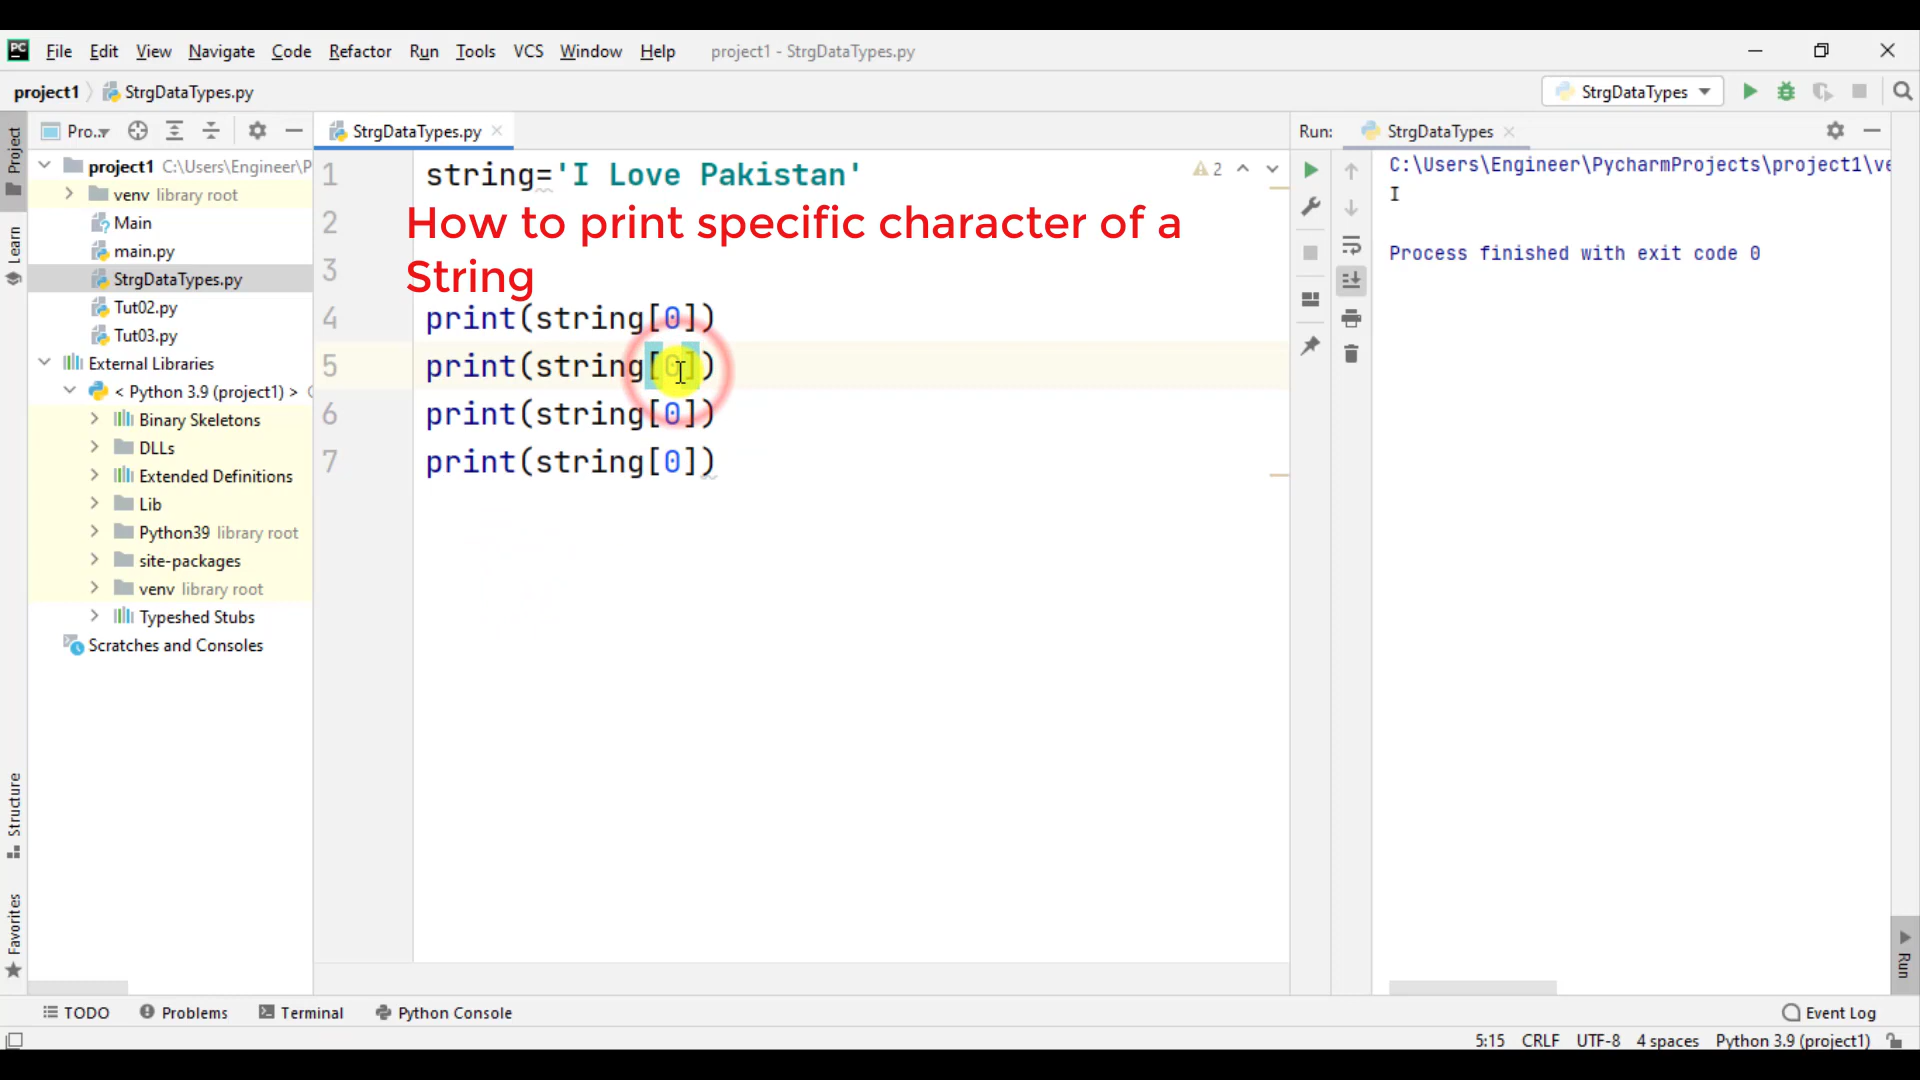 PC File Edit View Navigate Code Refactor Run Tools VCS Window Help project1 - StrgDataTypes.py
project1 StrgDataTypes.py StrgDataTypes
Project
Learn
Structure
Favorites
Pro..
project1 C:\Users\Engineer\P
venv library root
Main
main.py
StrgDataTypes.py
Tut02.py
Tut03.py
External Libraries
< Python 3.9 (project1) >
Binary Skeletons
DLLs
Extended Definitions
Lib
Python39 library root
site-packages
venv library root
Typeshed Stubs
Scratches and Consoles
StrgDataTypes.py
1 string='I Love Pakistan'
2
3
How to print specific character of a
String
4 print(string[0])
5 print(string[0])
6 print(string[0])
7 print(string[0])
2
Run: StrgDataTypes
C:\Users\Engineer\PycharmProjects\project1\ve
I
Process finished with exit code 0
Run
TODO Problems Terminal Python Console Event Log
5:15 CRLF UTF-8 4 spaces Python 3.9 (project1)